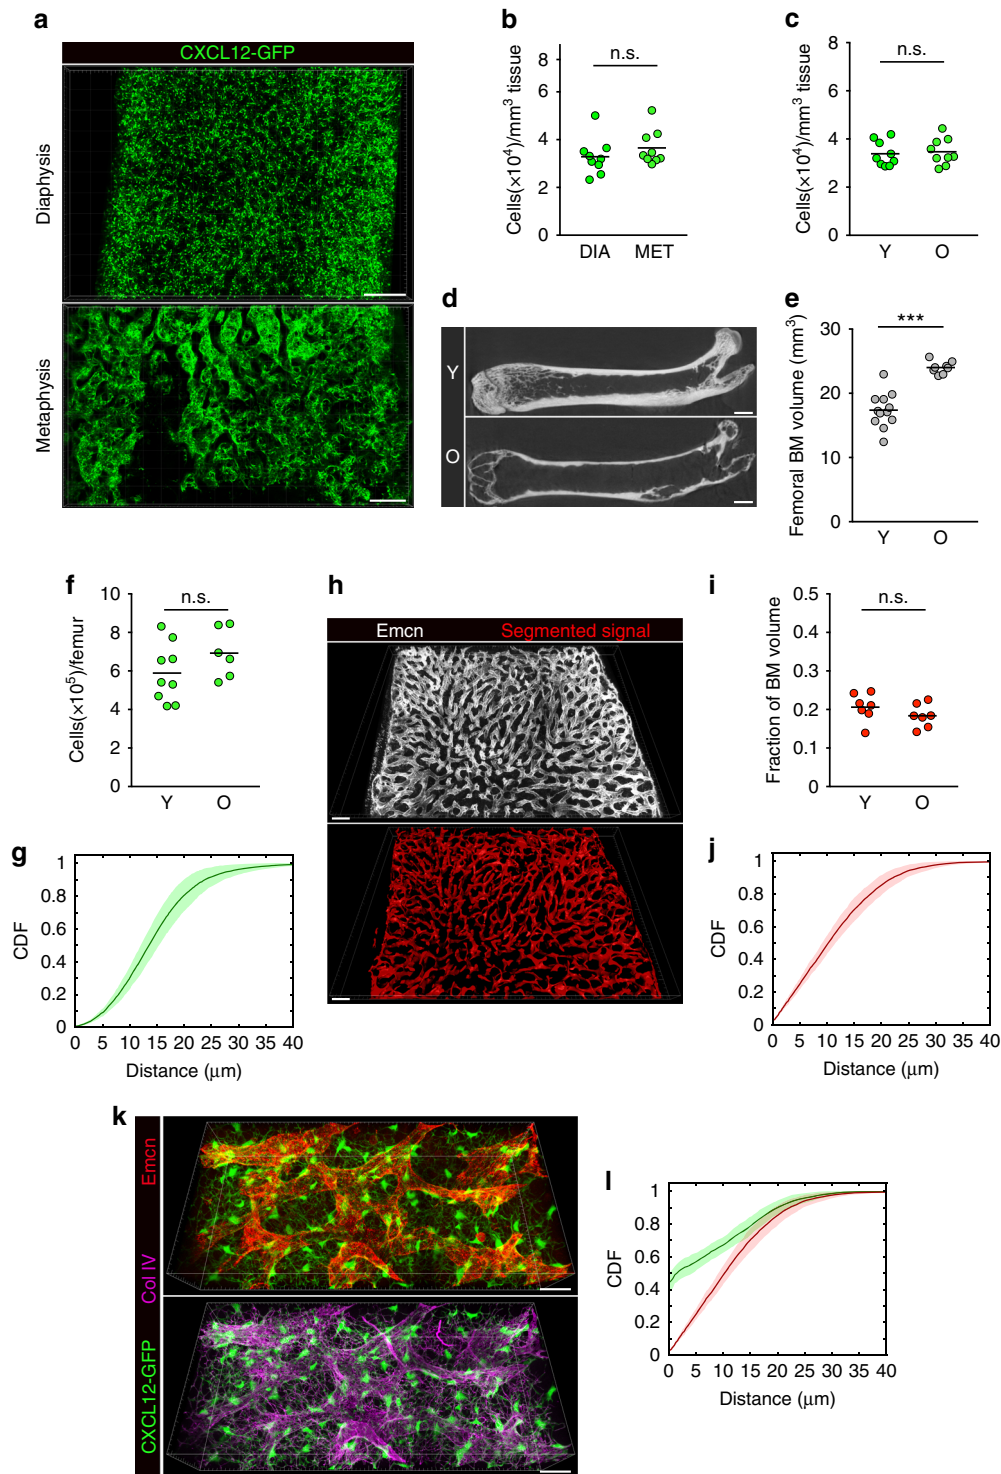 a
CXCL12-GFP
Diaphysis
Metaphysis
b
n.s.
Cells(×10⁴)/mm³ tissue
8
6
4
2
0
DIA MET
c
n.s.
Cells(×10⁴)/mm³ tissue
8
6
4
2
0
Y O
d
Y
O
e
***
Femoral BM volume (mm³)
30
20
10
0
Y O
f
n.s.
Cells(×10⁵)/femur
10
8
6
4
2
0
Y O
g
CDF
1
0.8
0.6
0.4
0.2
0
0 5 10 15 20 25 35 40
Distance (μm)
h
Emcn Segmented signal
i
n.s.
Fraction of BM volume
0.5
0.4
0.3
0.2
0.1
0
Y O
j
CDF
1
0.8
0.6
0.4
0.2
0
0 5 10 15 20 25 30 35 40
Distance (μm)
k
Emcn
Col IV
CXCL12-GFP
l
CDF
1
0.8
0.6
0.4
0.2
0
0 5 10 15 20 25 30 35 40
Distance (μm)